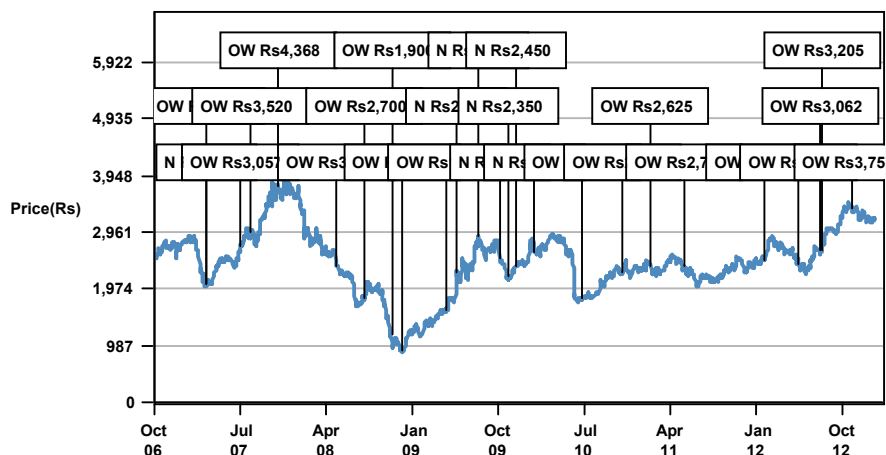 OW Rs4,368 OW Rs1,900 N Rs N Rs2,450 OW Rs3,205
5,922
OW OW Rs3,520 OW Rs2,700 N Rs2 N Rs2,350 OW Rs2,625 OW Rs3,062
4,935
N OW Rs3,057 OW Rs3 OW OW Rs N R N Rs OW OW Rs OW Rs2,7 OW OW Rs OW Rs3,75
3,948
Price(Rs)
2,961
1,974
987
0
Oct Jul Apr Jan Oct Jul Apr Jan Oct
06 07 08 09 09 10 11 12 12